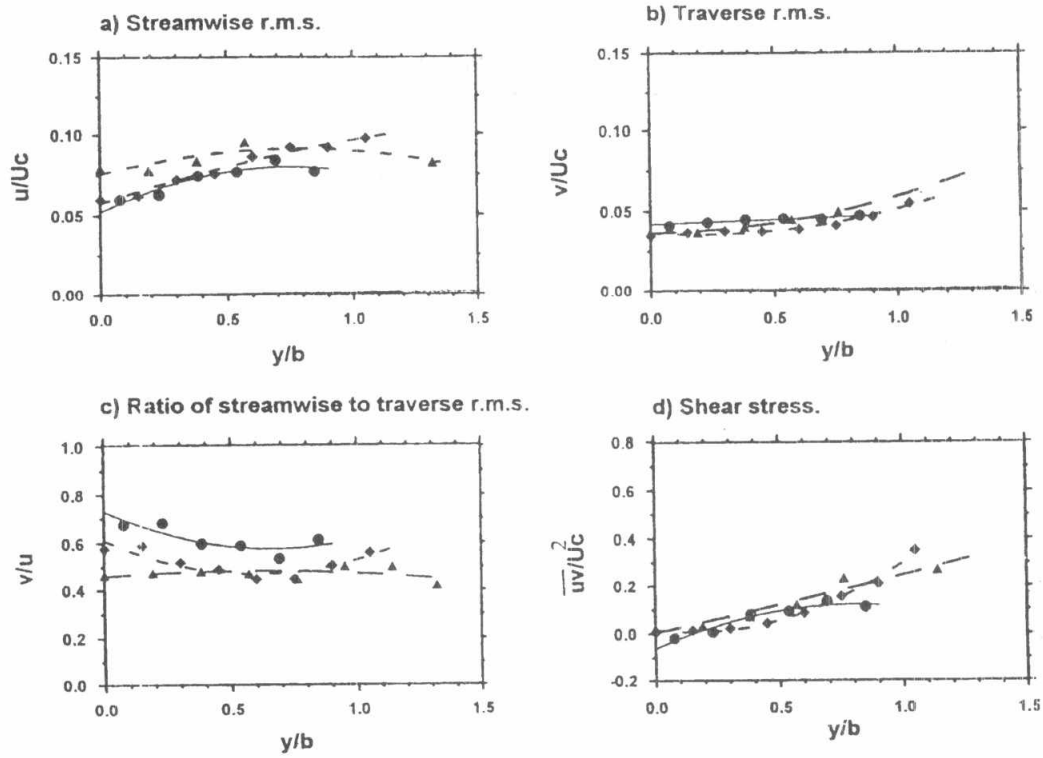 a) Streamwise r.m.s.
0.15
0.10
0.05
0.00
u/Uc
0.0 0.5 1.0 1.5
y/b
b) Traverse r.m.s.
0.15
0.10
0.05
0.00
v/Uc
0.0 0.5 1.0 1.5
y/b
c) Ratio of streamwise to traverse r.m.s.
1.0
0.8
0.6
0.4
0.2
0.0
v/u
0.0 0.5 1.0 1.5
y/b
d) Shear stress.
0.8
0.6
0.4
0.2
0.0
-0.2
uv/Uc²
0.0 0.5 1.0 1.5
y/b